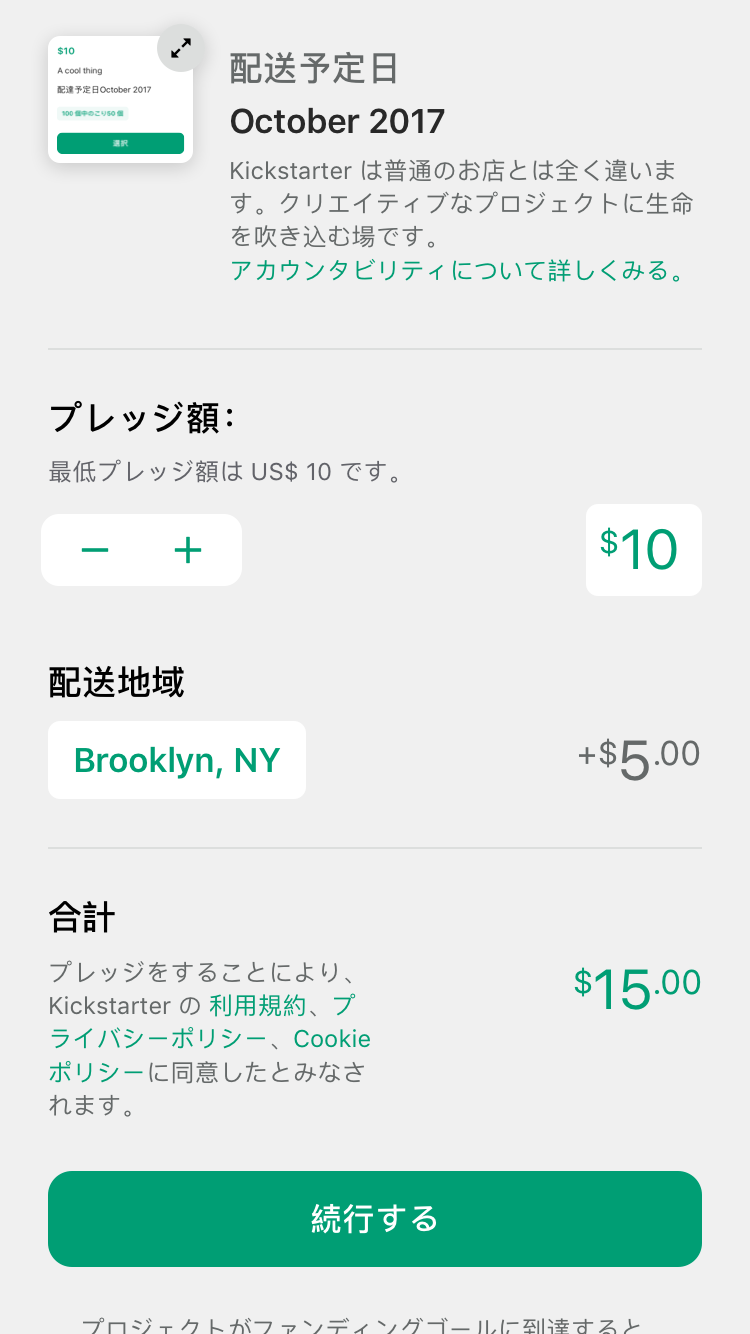 $10
A cool thing
配達予定日October 2017
100 個中のこり50 個
選択
配送予定日
October 2017
Kickstarter は普通のお店とは全く違いま
す。クリエイティブなプロジェクトに生命
を吹き込む場です。
アカウンタビリティについて詳しくみる。
プレッジ額：
最低プレッジ額は US$ 10 です。
$10
配送地域
Brooklyn, NY
+$5.00
合計
プレッジをすることにより、
Kickstarter の 利用規約、プ
ライバシーポリシー、Cookie
ポリシーに同意したとみなさ
れます。
$15.00
続行する
プロジェクトがファンディングゴールに到達すると